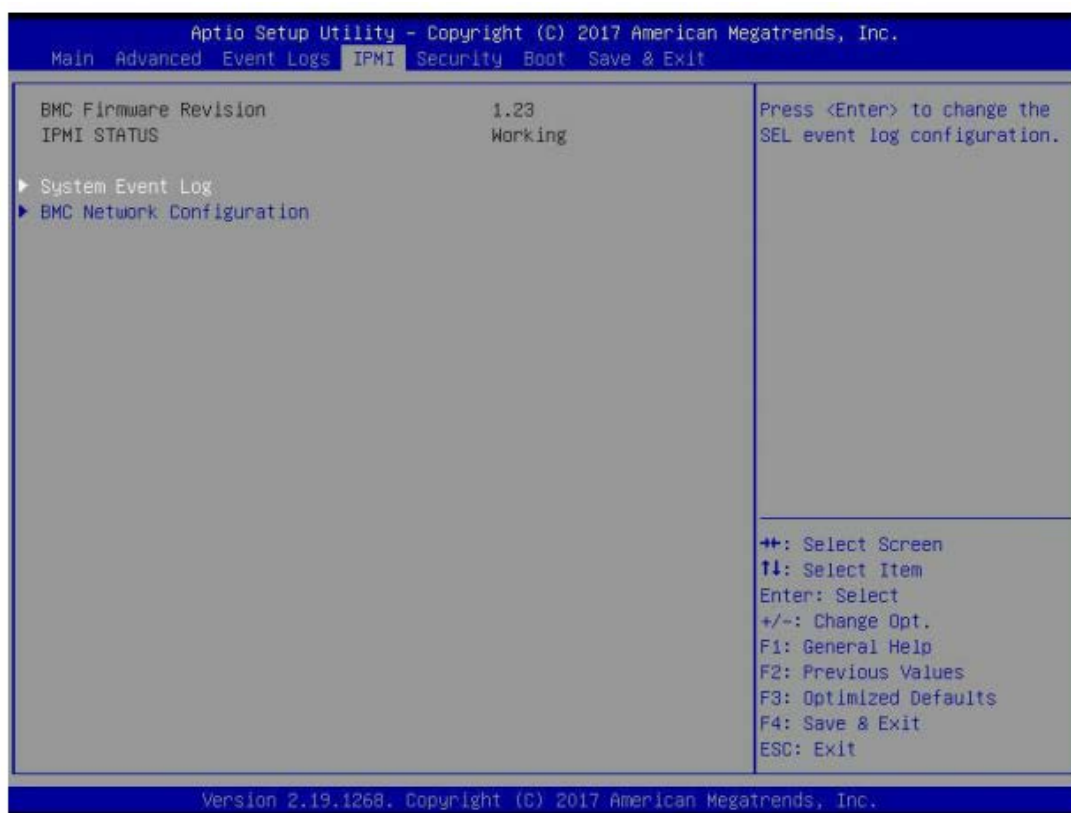 Aptio Setup Utility – Copyright (C) 2017 American Megatrends, Inc.
Main Advanced Event Logs IPMI Security Boot Save & Exit
BMC Firmware Revision 1.23
IPMI STATUS Working
System Event Log
BMC Network Configuration
Press <Enter> to change the
SEL event log configuration.
→←: Select Screen
↑↓: Select Item
Enter: Select
+/-: Change Opt.
F1: General Help
F2: Previous Values
F3: Optimized Defaults
F4: Save & Exit
ESC: Exit
Version 2.19.1268. Copyright (C) 2017 American Megatrends, Inc.